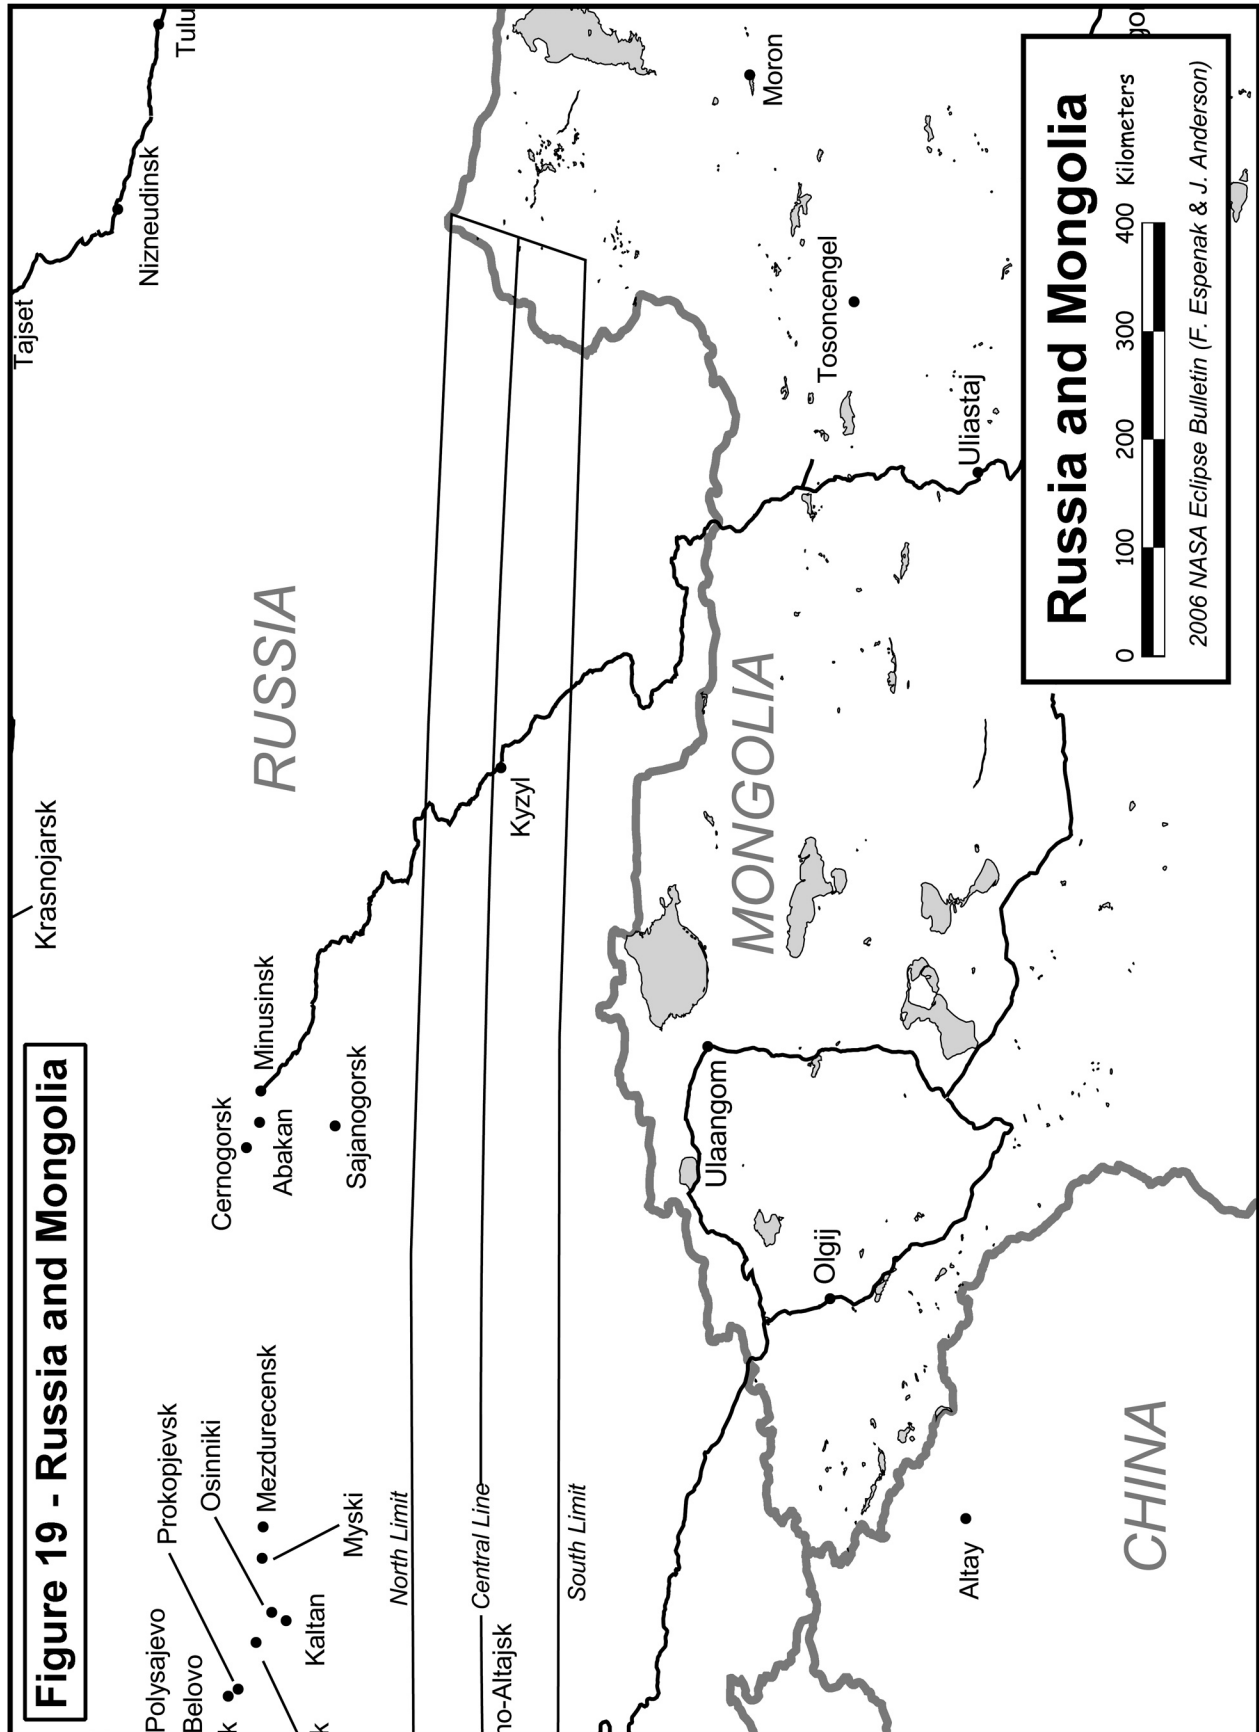 Figure 19 - Russia and Mongolia
Krasnojarsk
Tajset
Nizneudinsk
Tulu
Polysajevo
Belovo
Prokopjevsk
Osinniki
Mezdurecensk
Myski
Kaltan
k
k
Cernogorsk
Abakan
Minusinsk
Sajanogorsk
RUSSIA
North Limit
Central Line
South Limit
no-Altajsk
Kyzyl
MONGOLIA
Ulaangom
Olgij
Uliastaj
Tosoncengel
Moron
Altay
CHINA
Russia and Mongolia
0 100 200 300 400 Kilometers
2006 NASA Eclipse Bulletin (F. Espenak & J. Anderson)